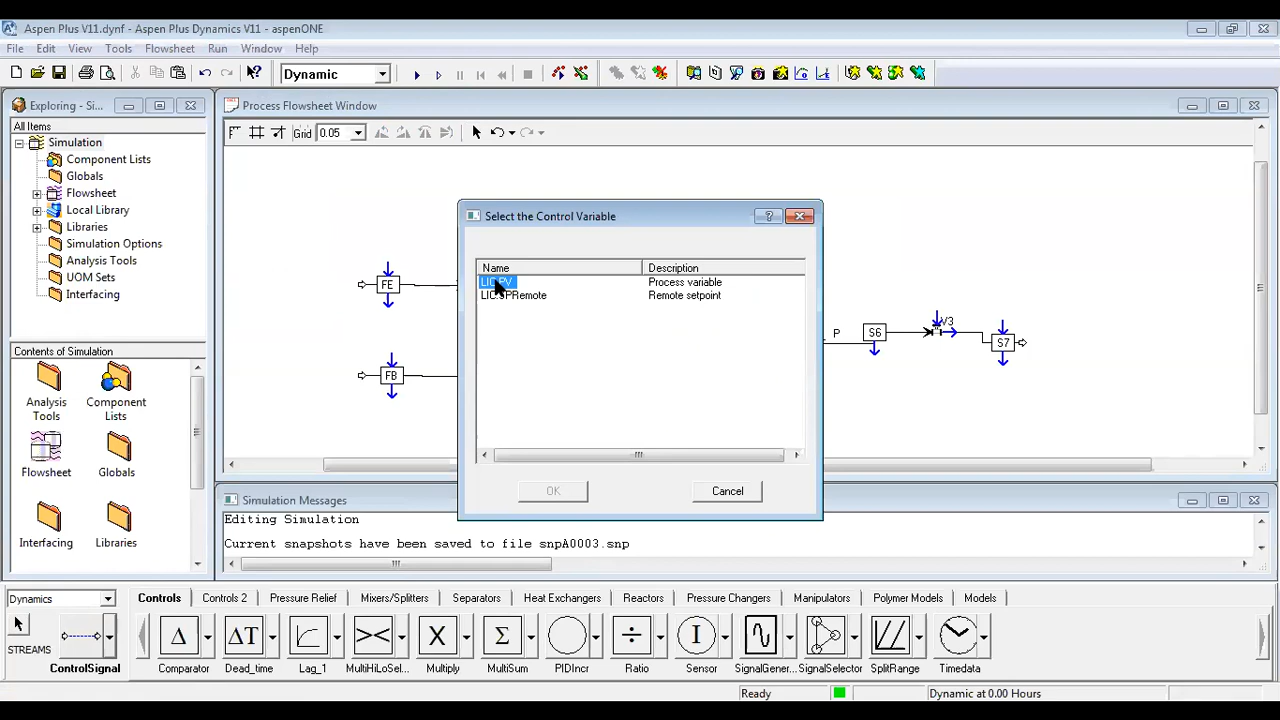 Aspen Plus V11.dynf - Aspen Plus Dynamics V11 - aspenONE
File Edit View Tools Flowsheet Run Window Help
Dynamic
Exploring - Si...
All Items
Simulation
Component Lists
Globals
Flowsheet
Local Library
Libraries
Simulation Options
Analysis Tools
UOM Sets
Interfacing
Contents of Simulation
Analysis Tools
Component Lists
Flowsheet
Globals
Interfacing
Libraries
Process Flowsheet Window
Grid 0.05
FE
FB
P
S6
V3
S7
Select the Control Variable
Name Description
LIC.PV Process variable
LIC.SPRemote Remote setpoint
OK Cancel
Simulation Messages
Editing Simulation
Current snapshots have been saved to file snpA0003.snp
Dynamics
Controls Controls 2 Pressure Relief Mixers/Splitters Separators Heat Exchangers Reactors Pressure Changers Manipulators Polymer Models Models
STREAMS
ControlSignal Comparator Dead_time Lag_1 MultiHiLoSel... Multiply MultiSum PIDIncr Ratio Sensor SignalGener... SignalSelector SplitRange Timedata
Ready Dynamic at 0.00 Hours